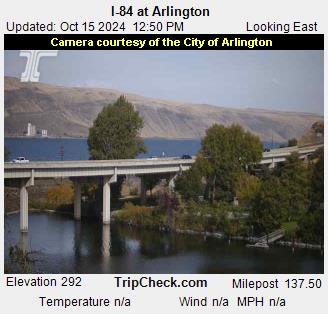 I-84 at Arlington
Updated: Oct 15 2024 12:50 PM Looking East
Camera courtesy of the City of Arlington
Elevation 292 TripCheck.com Milepost 137.50
Temperature n/a Wind n/a MPH n/a